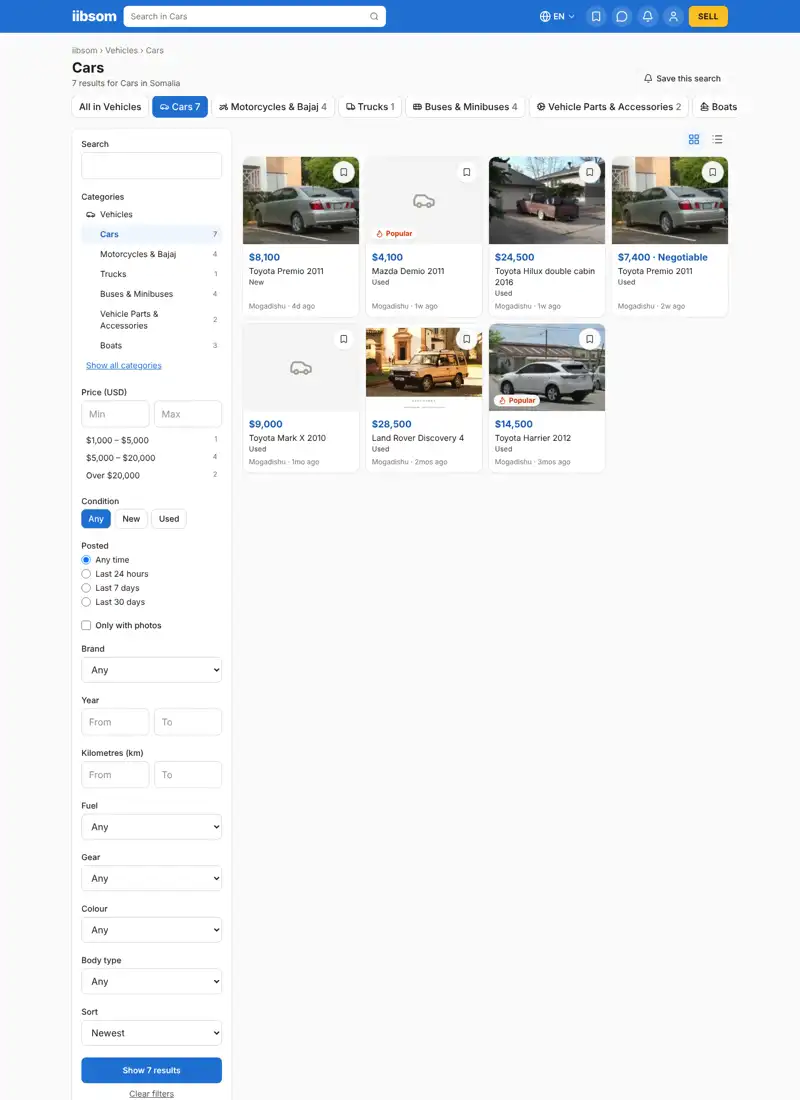 iibsom
Search in Cars
EN
SELL
iibsom › Vehicles › Cars
Cars
7 results for Cars in Somalia
Save this search
All in Vehicles
Cars 7
Motorcycles & Bajaj 4
Trucks 1
Buses & Minibuses 4
Vehicle Parts & Accessories 2
Boats
Search
Categories
Vehicles
Cars 7
Motorcycles & Bajaj 4
Trucks 1
Buses & Minibuses 4
Vehicle Parts &
Accessories 2
Boats 3
Show all categories
Price (USD)
Min
Max
$1,000 – $5,000 1
$5,000 – $20,000 4
Over $20,000 2
Condition
Any
New
Used
Posted
Any time
Last 24 hours
Last 7 days
Last 30 days
Only with photos
Brand
Any
Year
From
To
Kilometres (km)
From
To
Fuel
Any
Gear
Any
Colour
Any
Body type
Any
Sort
Newest
Show 7 results
Clear filters
$8,100
Toyota Premio 2011
New
Mogadishu · 4d ago
Popular
$4,100
Mazda Demio 2011
Used
Mogadishu · 1w ago
$24,500
Toyota Hilux double cabin
2016
Used
Mogadishu · 1w ago
$7,400 · Negotiable
Toyota Premio 2011
Used
Mogadishu · 2w ago
$9,000
Toyota Mark X 2010
Used
Mogadishu · 1mo ago
$28,500
Land Rover Discovery 4
Used
Mogadishu · 2mos ago
Popular
$14,500
Toyota Harrier 2012
Used
Mogadishu · 3mos ago